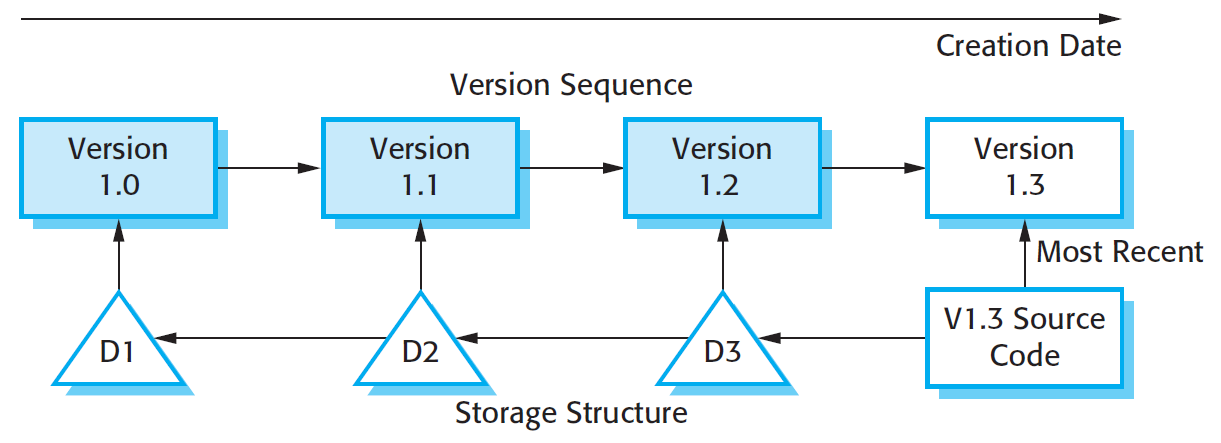 Creation Date
Version Sequence
Version
1.0
Version
1.1
Version
1.2
Version
1.3
Most Recent
D1
D2
D3
V1.3 Source
Code
Storage Structure